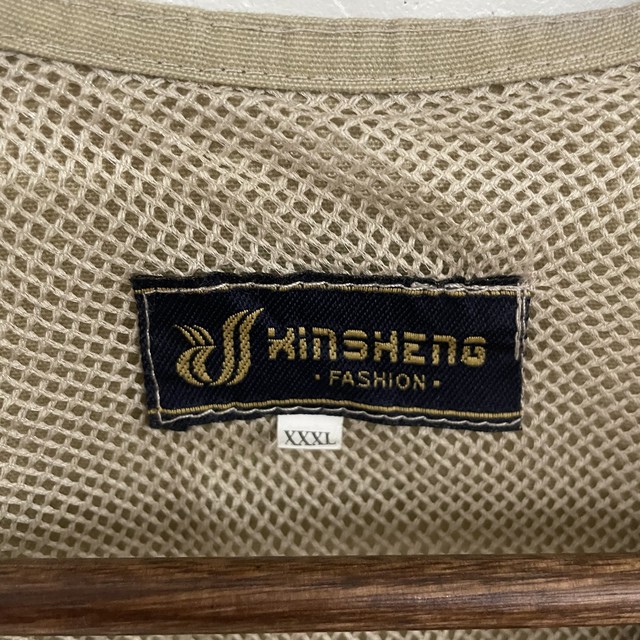 XINSHENG
· FASHION ·
XXXL